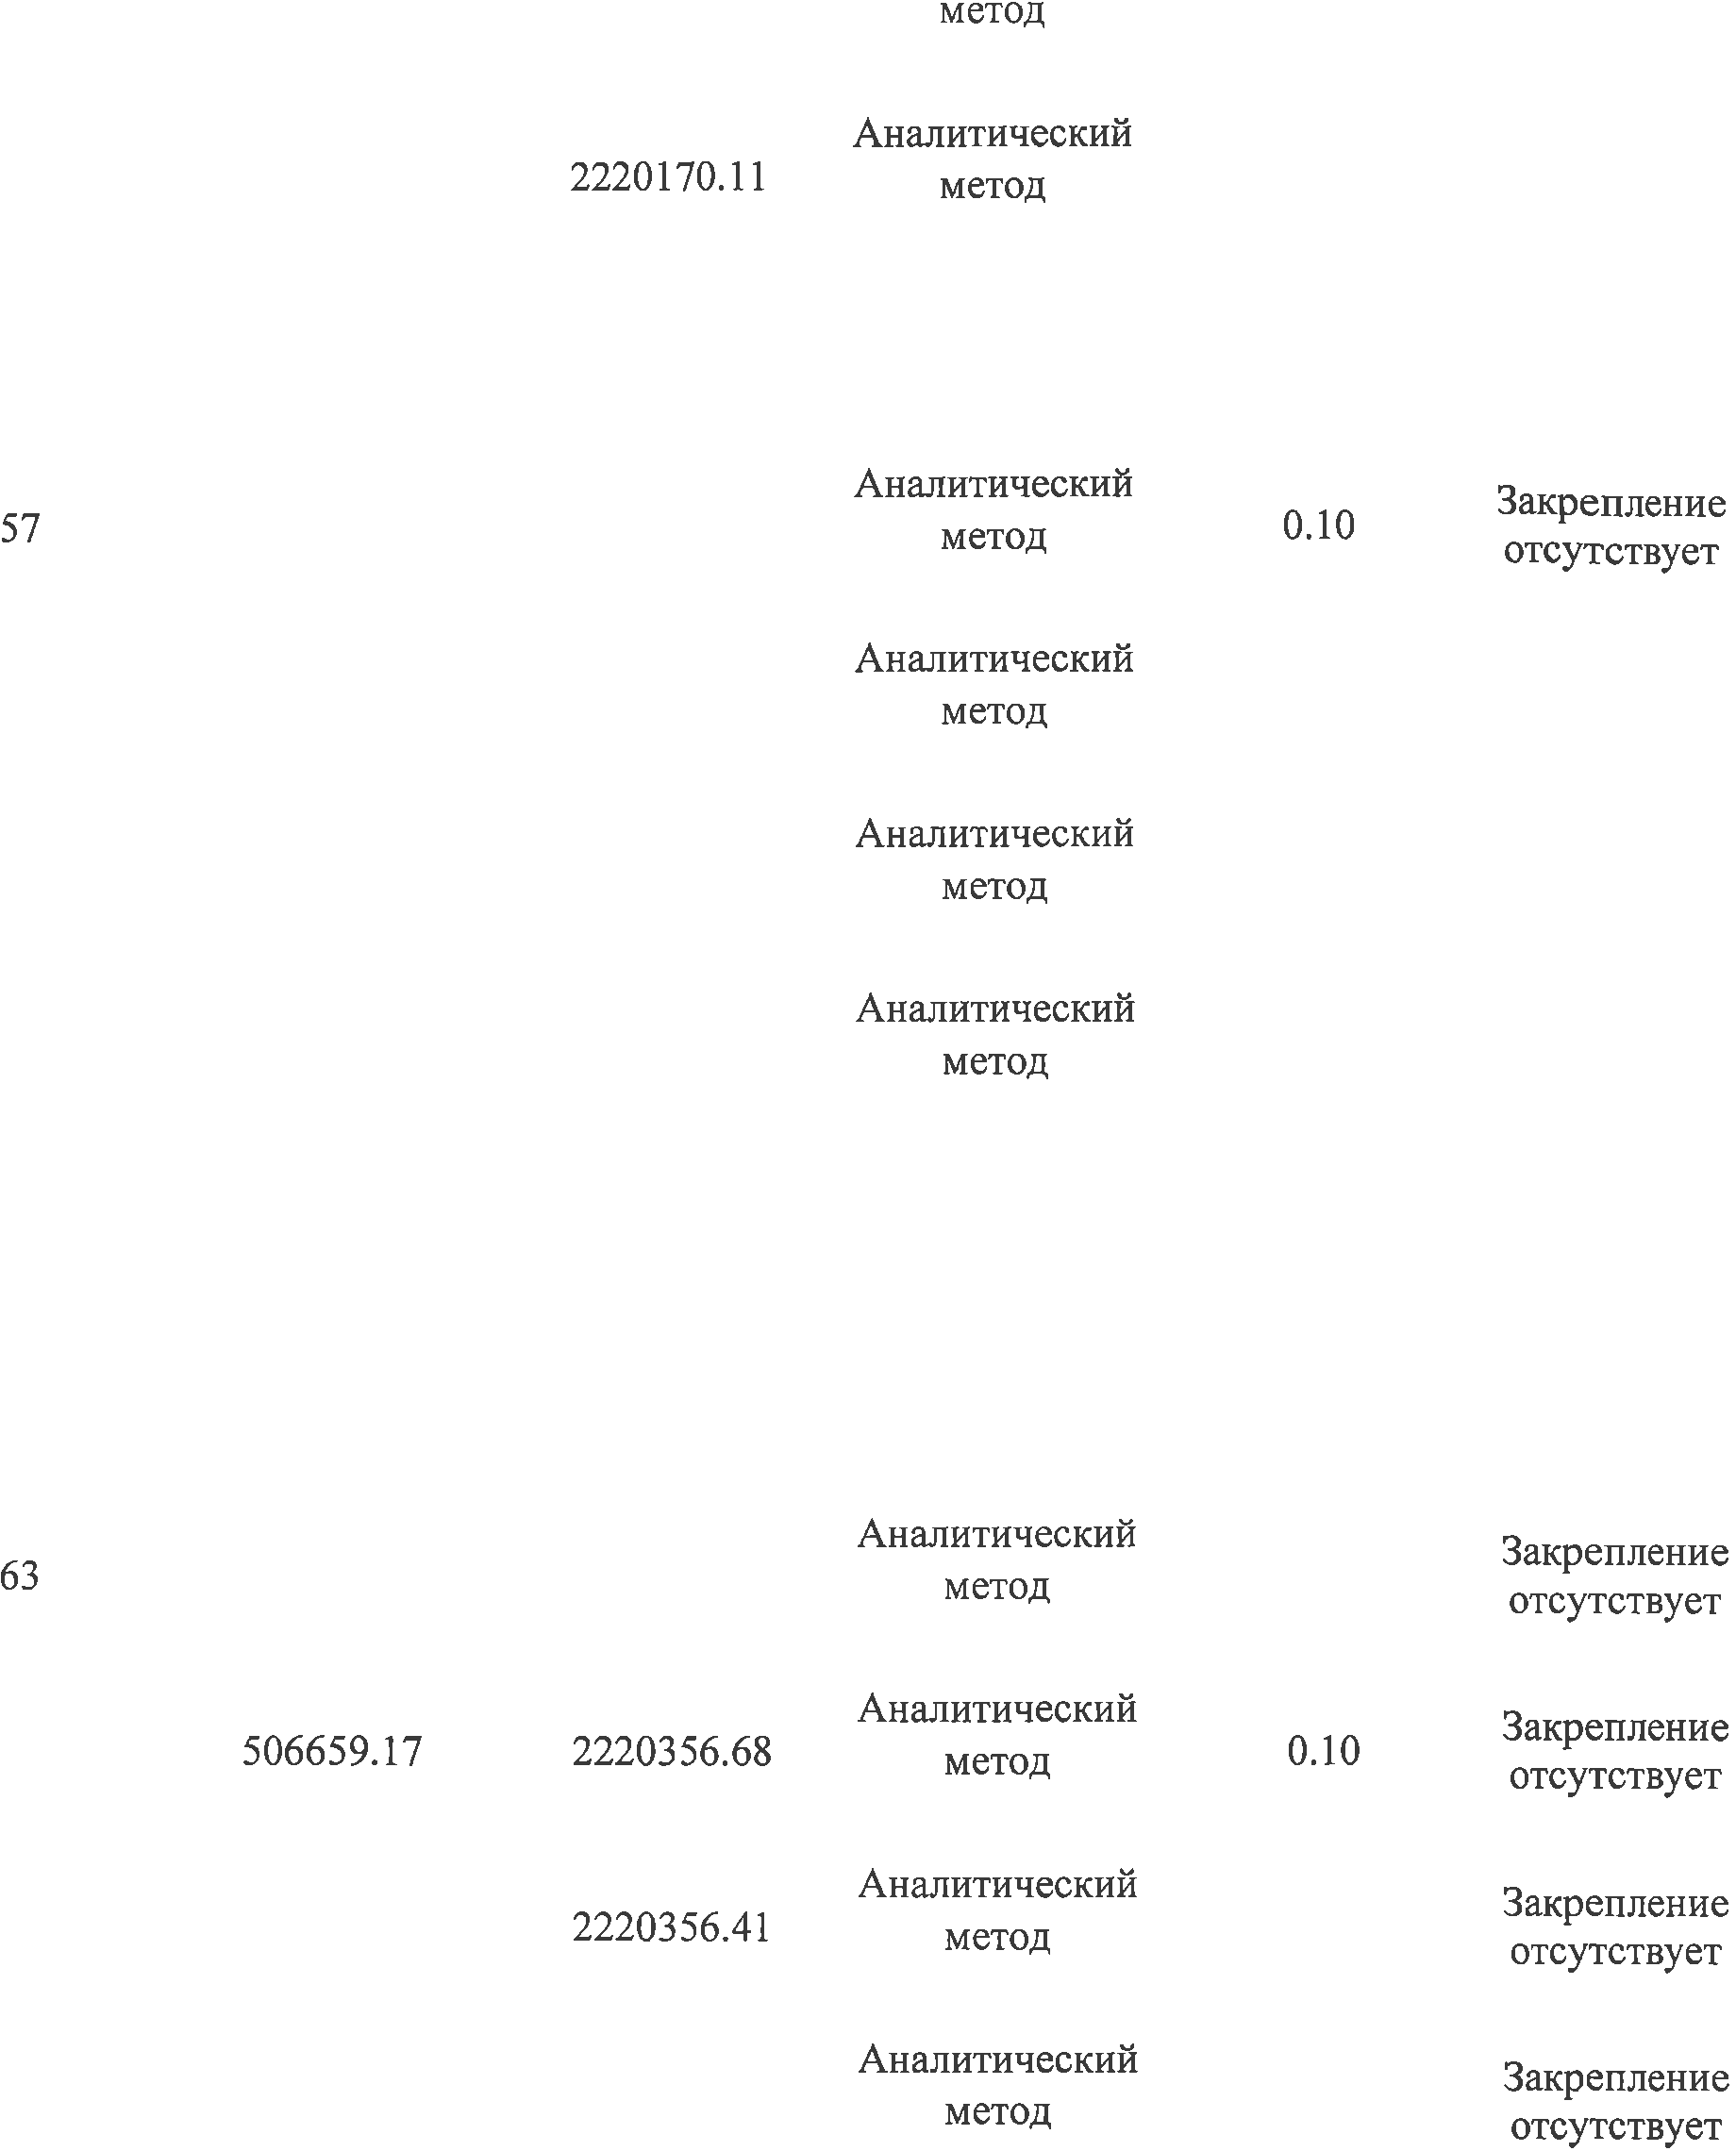 метод
Аналитический
2220170.11
метод
Аналитический
Закрепление
57
метод
0.10
отсутствует
Аналитический
метод
Аналитический
метод
Аналитический
метод
Аналитический
Закрепление
63
метод
отсутствует
Аналитический
Закрепление
506659.17
2220356.68
метод
0.10
отсутствует
Аналитический
Закрепление
2220356.41
метод
отсутствует
Аналитический
Закрепление
метод
отсутствует